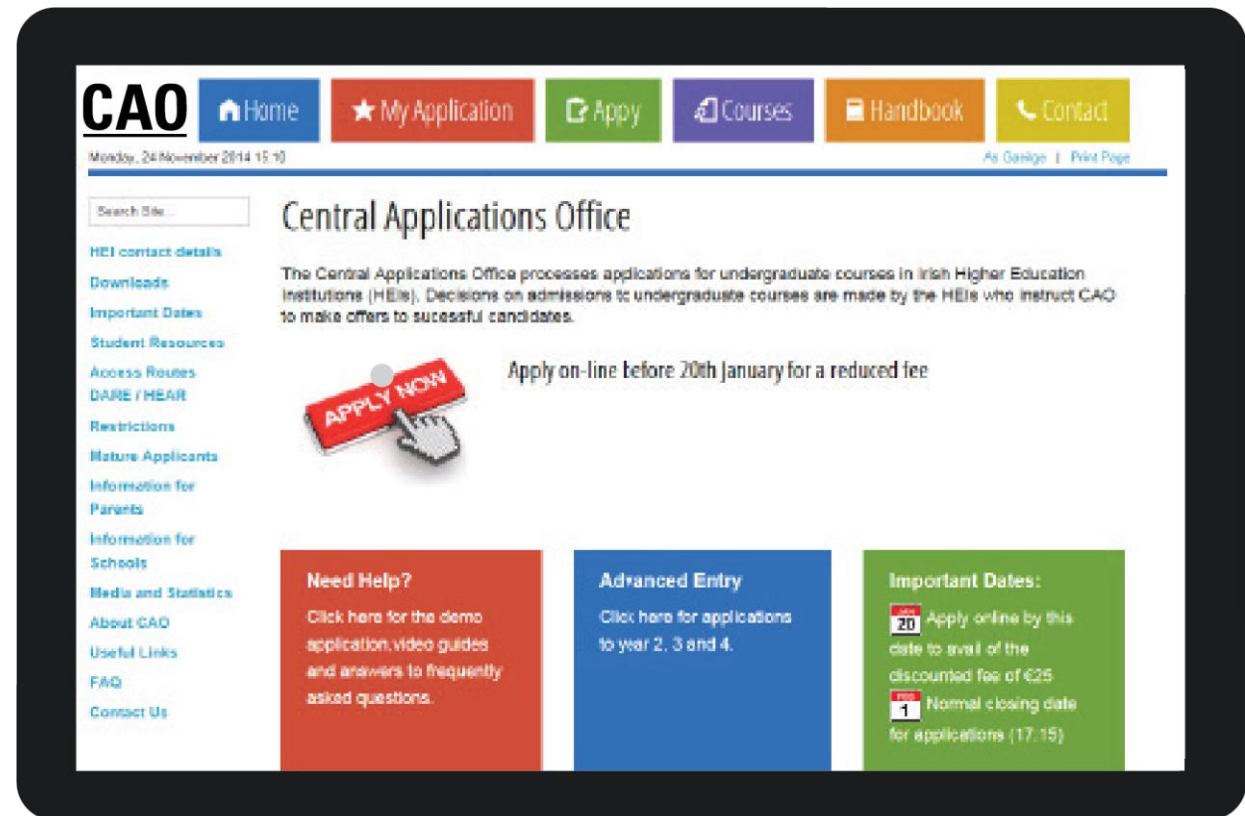 CAO
Home
My Application
Appy
Courses
Handbook
Contact
Monday, 24 November 2014 15:10
As Gaeilge | Print Page
Search Site...
HEI contact details
Downloads
Important Dates
Student Resources
Access Routes
DARE / HEAR
Restrictions
Mature Applicants
Information for
Parents
Information for
Schools
Media and Statistics
About CAO
Useful Links
FAQ
Contact Us
Central Applications Office
The Central Applications Office processes applications for undergraduate courses in Irish Higher Education
Institutions (HEIs). Decisions on admissions to undergraduate courses are made by the HEIs who instruct CAO
to make offers to sucessful candidates.
APPLY NOW
Apply on-line before 20th January for a reduced fee
Need Help?
Click here for the demo
application, video guides
and answers to frequently
asked questions.
Advanced Entry
Click here for applications
to year 2, 3 and 4.
Important Dates:
JAN
20 Apply online by this
date to avail of the
discounted fee of €25
FEB
1 Normal closing date
for applications (17:15)